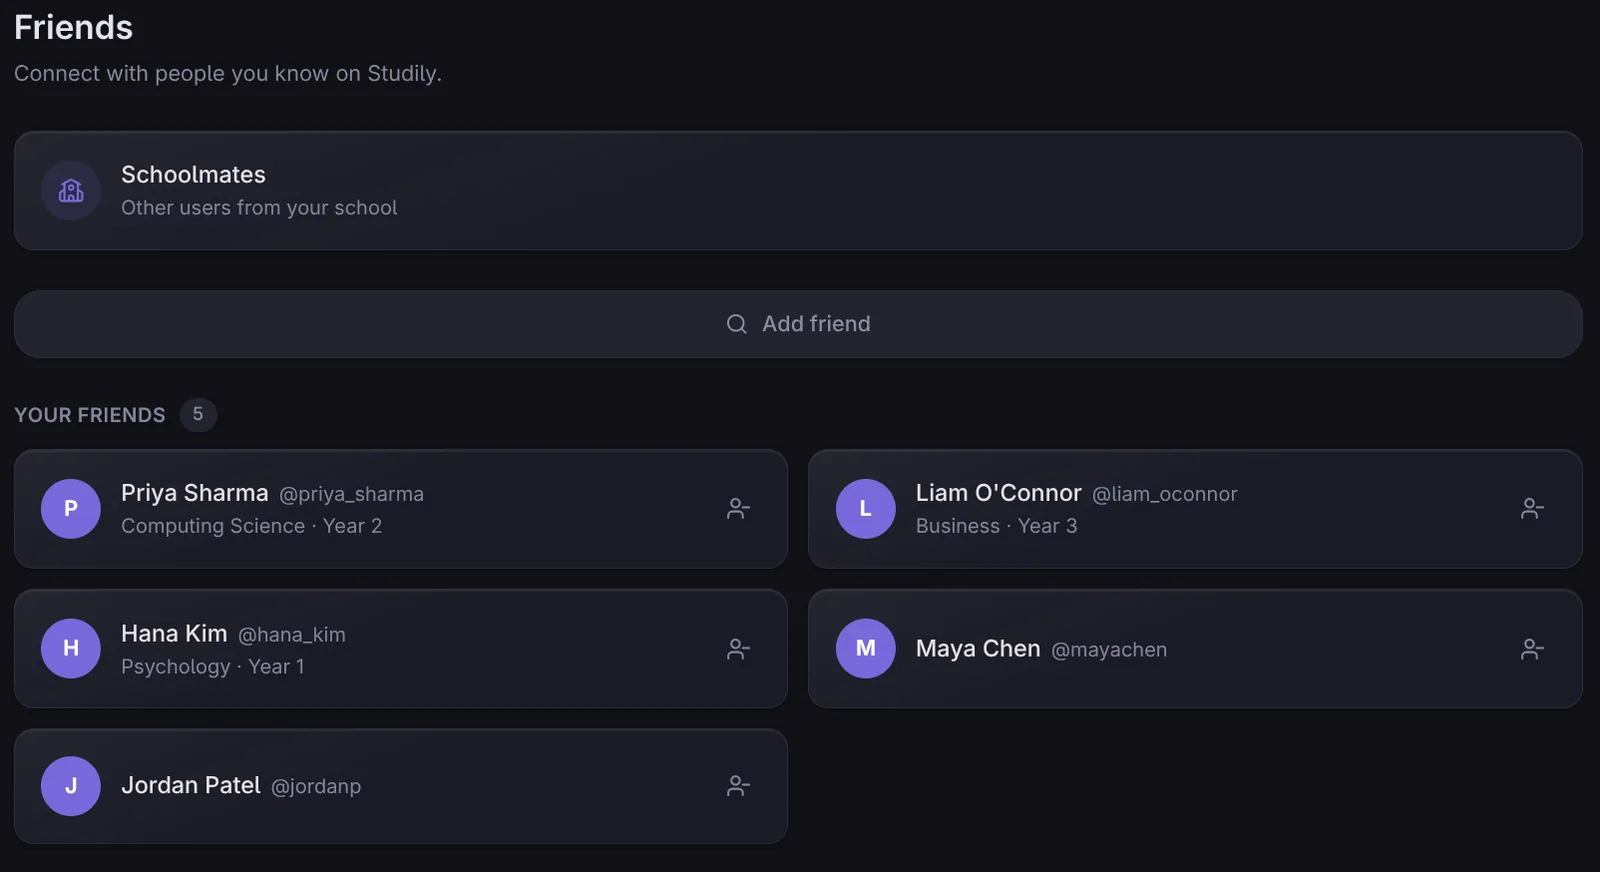 Friends
Connect with people you know on Studily.
Schoolmates
Other users from your school
Add friend
YOUR FRIENDS 5
P
Priya Sharma @priya_sharma
Computing Science · Year 2
L
Liam O'Connor @liam_oconnor
Business · Year 3
H
Hana Kim @hana_kim
Psychology · Year 1
M
Maya Chen @mayachen
J
Jordan Patel @jordanp